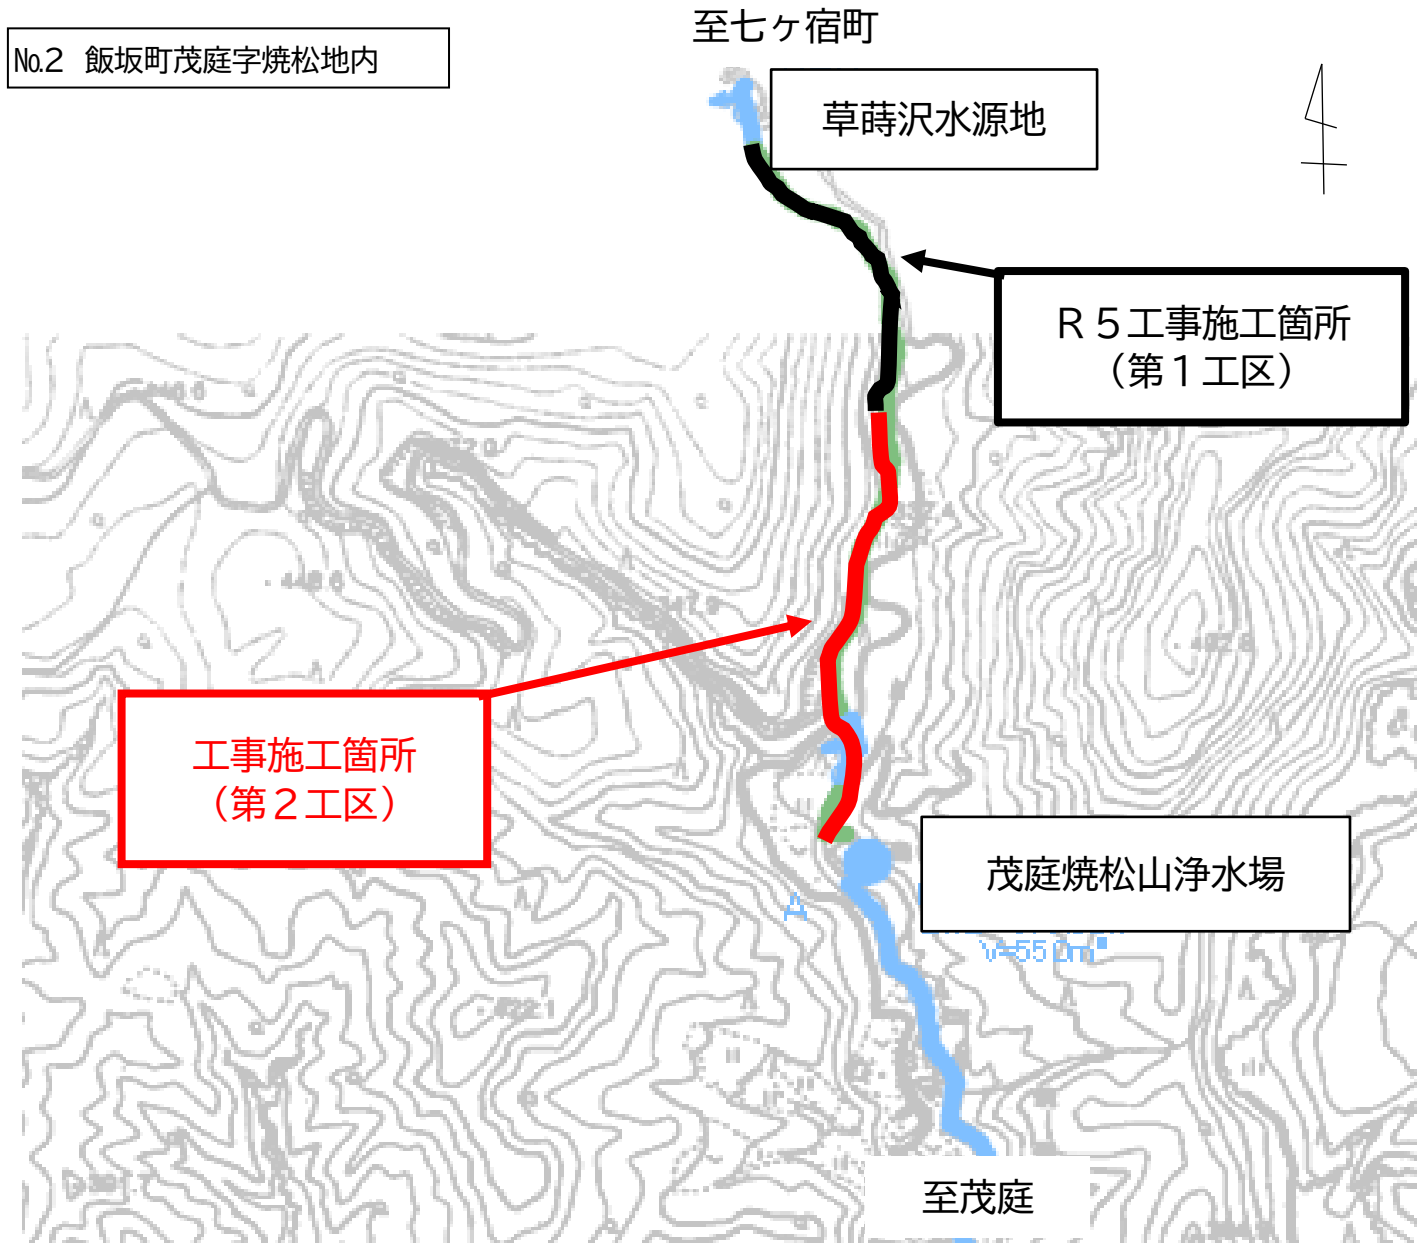 至七ヶ宿町
№2 飯坂町茂庭字焼松地内
草蒔沢水源地
Ｒ５工事施工箇所
（第１工区）
工事施工箇所
（第２工区）
茂庭焼松山浄水場
至茂庭